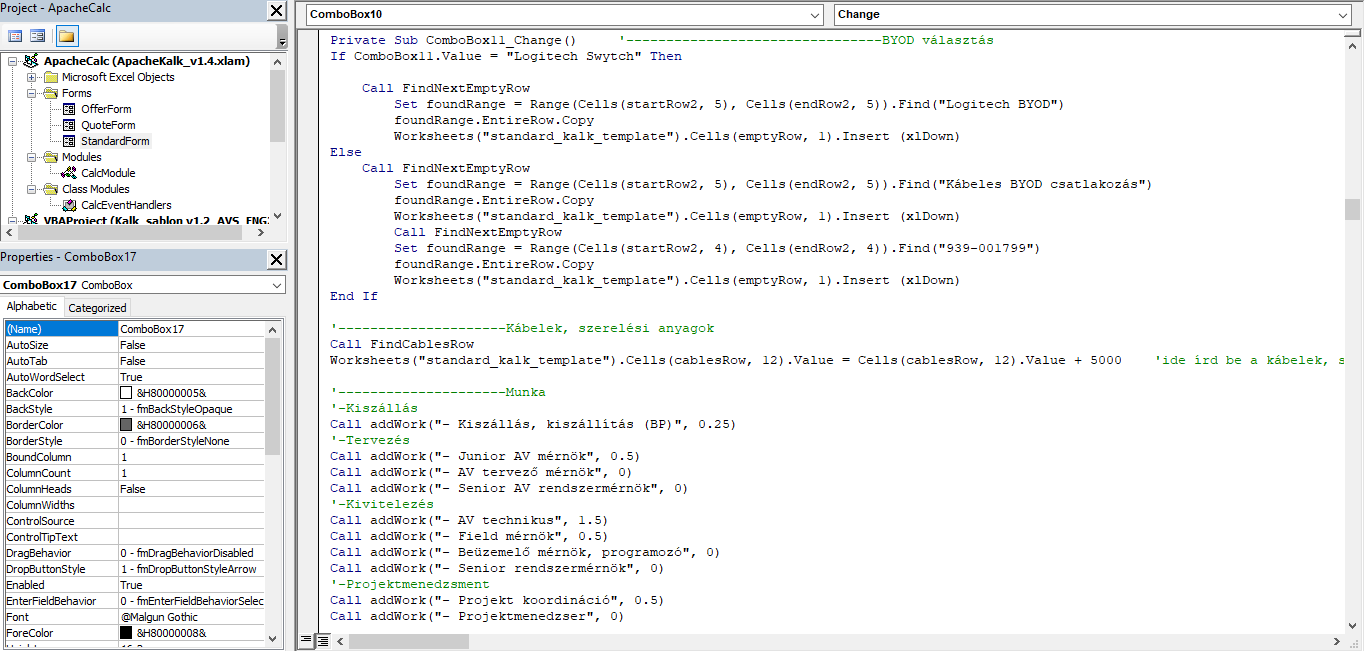 Project - ApacheCalc
ApacheCalc (ApacheKalk_v1.4.xlam)
Microsoft Excel Objects
Forms
OfferForm
QuoteForm
StandardForm
Modules
CalcModule
Class Modules
CalcEventHandlers
VBAProject (Kalk_sablon v1.2_AVS_ENG
Properties - ComboBox17
ComboBox17 ComboBox
Alphabetic Categorized
(Name) ComboBox17
AutoSize False
AutoTab False
AutoWordSelect True
BackColor &H80000005&
BackStyle 1 - fmBackStyleOpaque
BorderColor &H80000006&
BorderStyle 0 - fmBorderStyleNone
BoundColumn 1
ColumnCount 1
ColumnHeads False
ColumnWidths
ControlSource
ControlTipText
DragBehavior 0 - fmDragBehaviorDisabled
DropButtonStyle 1 - fmDropButtonStyleArrow
Enabled True
EnterFieldBehavior 0 - fmEnterFieldBehaviorSelec
Font @Malgun Gothic
ForeColor &H80000008&
ComboBox10 Change
Private Sub ComboBox11_Change() '--------------------------------BYOD választás
If ComboBox11.Value = "Logitech Swytch" Then
Call FindNextEmptyRow
Set foundRange = Range(Cells(startRow2, 5), Cells(endRow2, 5)).Find("Logitech BYOD")
foundRange.EntireRow.Copy
Worksheets("standard_kalk_template").Cells(emptyRow, 1).Insert (xlDown)
Else
Call FindNextEmptyRow
Set foundRange = Range(Cells(startRow2, 5), Cells(endRow2, 5)).Find("Kábeles BYOD csatlakozás")
foundRange.EntireRow.Copy
Worksheets("standard_kalk_template").Cells(emptyRow, 1).Insert (xlDown)
Call FindNextEmptyRow
Set foundRange = Range(Cells(startRow2, 4), Cells(endRow2, 4)).Find("939-001799")
foundRange.EntireRow.Copy
Worksheets("standard_kalk_template").Cells(emptyRow, 1).Insert (xlDown)
End If
'---------------------Kábelek, szerelési anyagok
Call FindCablesRow
Worksheets("standard_kalk_template").Cells(cablesRow, 12).Value = Cells(cablesRow, 12).Value + 5000 'ide írd be a kábelek, s
'---------------------Munka
'-Kiszállás
Call addWork("- Kiszállás, kiszállítás (BP)", 0.25)
'-Tervezés
Call addWork("- Junior AV mérnök", 0.5)
Call addWork("- AV tervező mérnök", 0)
Call addWork("- Senior AV rendszermérnök", 0)
'-Kivitelezés
Call addWork("- AV technikus", 1.5)
Call addWork("- Field mérnök", 0.5)
Call addWork("- Beüzemelő mérnök, programozó", 0)
Call addWork("- Senior rendszermérnök", 0)
'-Projektmenedzsment
Call addWork("- Projekt koordináció", 0.5)
Call addWork("- Projektmenedzser", 0)